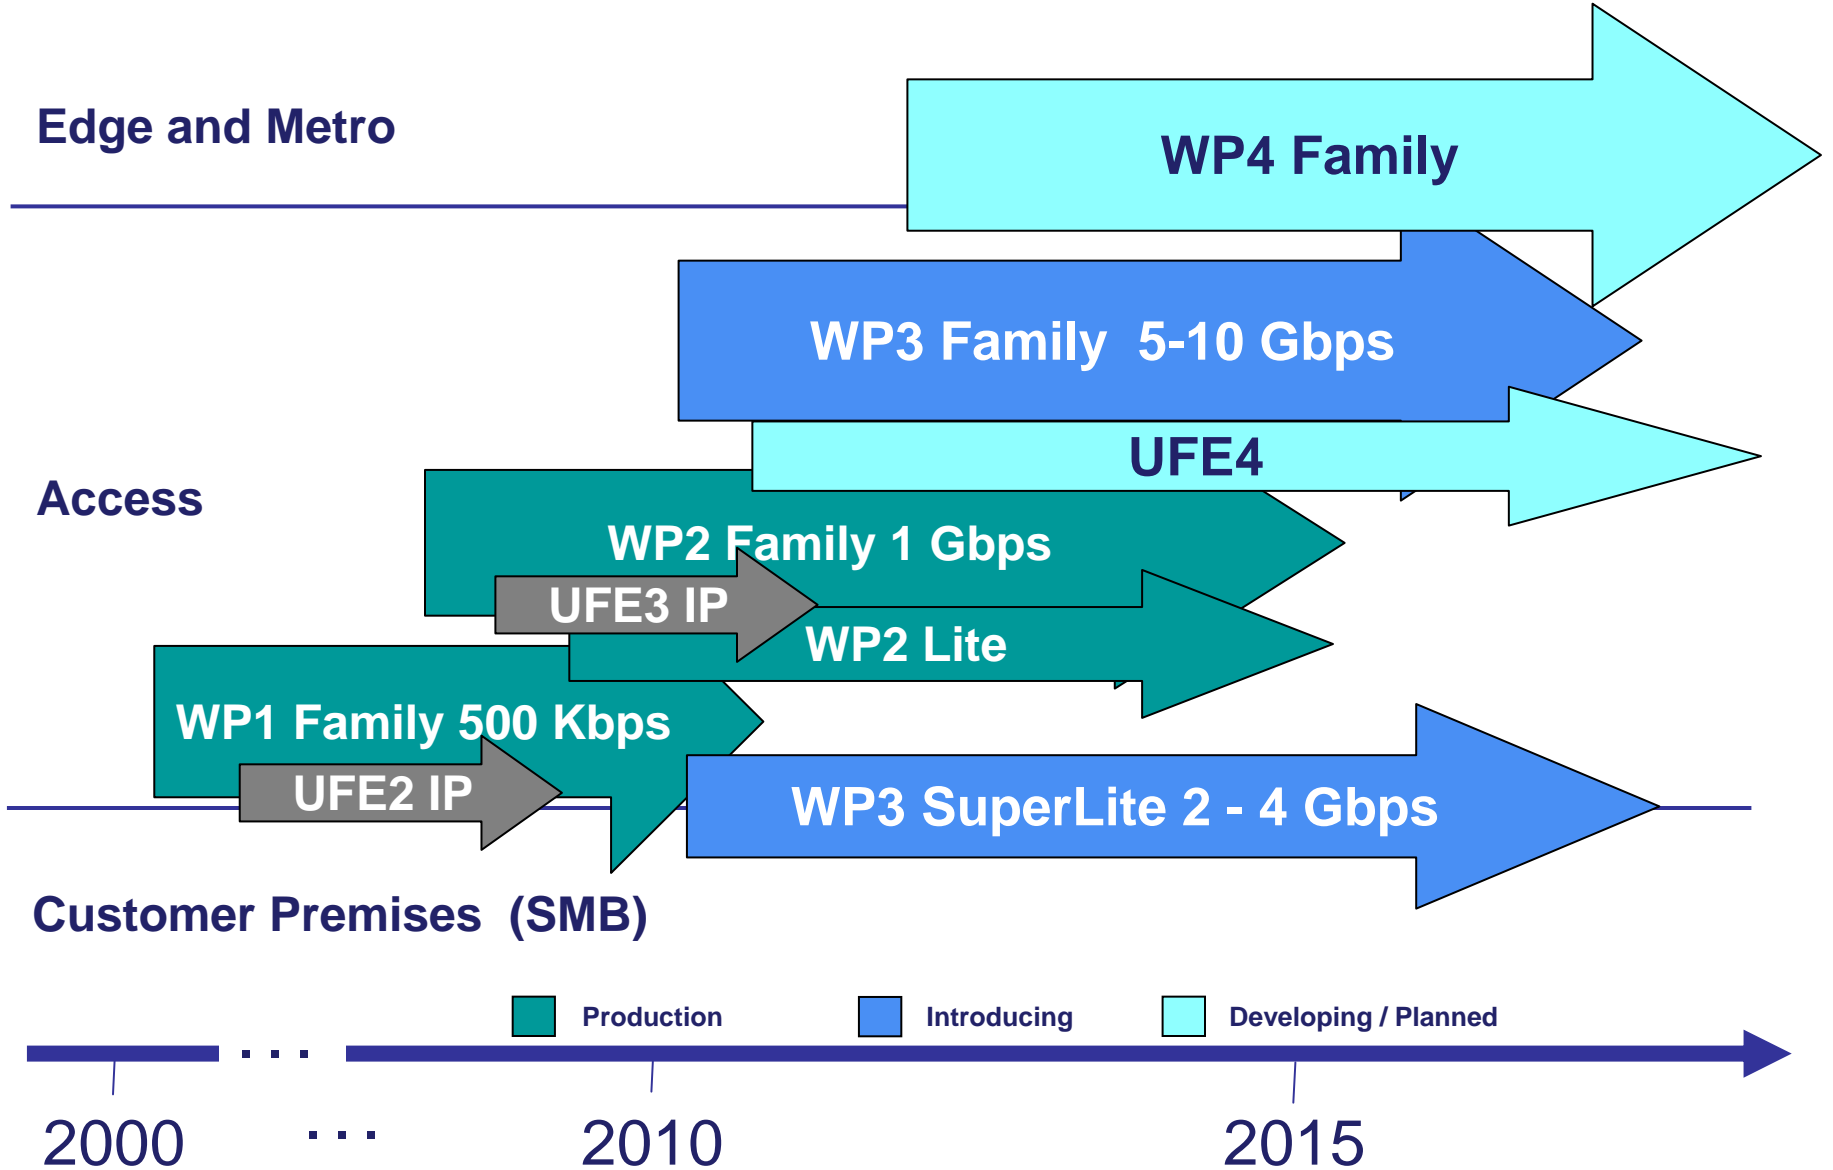 Edge and Metro
WP4 Family
WP3 Family  5-10 Gbps
UFE4
Access
WP2 Family 1 Gbps
UFE3 IP
WP2 Lite
WP1 Family 500 Kbps
UFE2 IP
WP3 SuperLite 2 - 4 Gbps
Customer Premises  (SMB)
Production
Introducing
Developing / Planned
. . .
2000
. . .
2010
2015